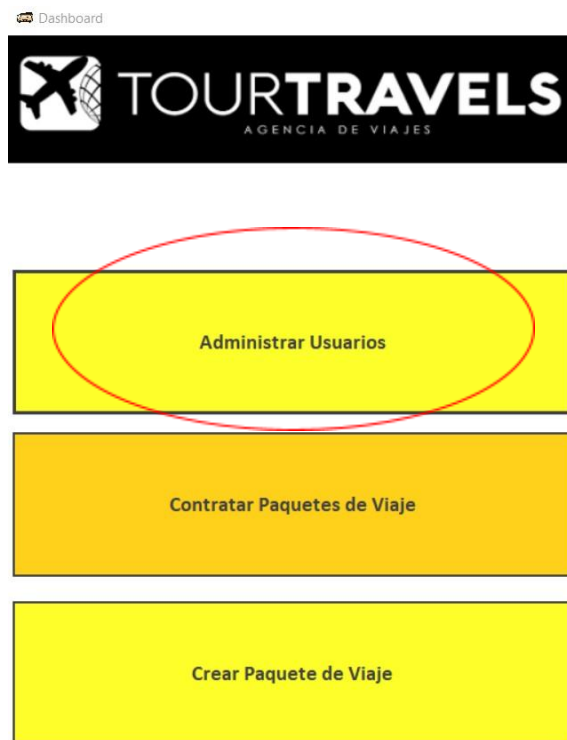 Dashboard
TOURTRAVELS
AGENCIA DE VIAJES
Administrar Usuarios
Contratar Paquetes de Viaje
Crear Paquete de Viaje